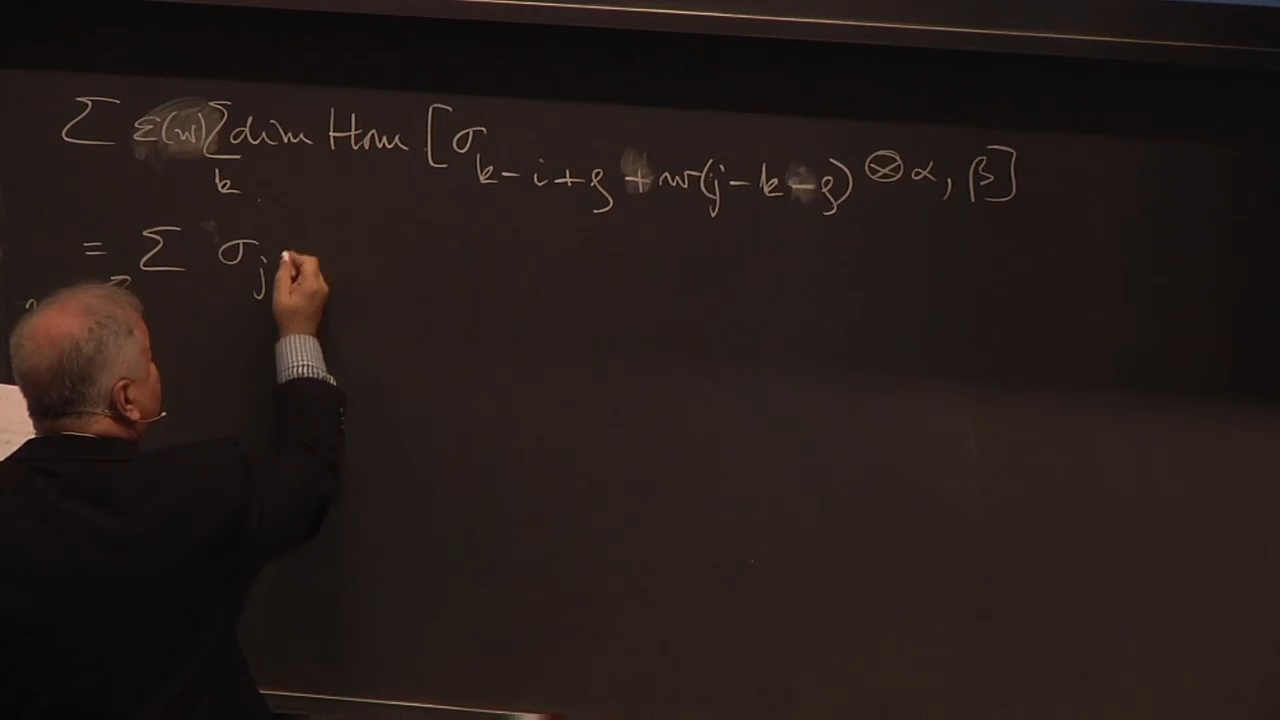 Σ ε(w) Σ dim Hom [σ_{k-i+ρ+w(j-k-ρ)} ⊗ α, β]
k
= Σ σ_j